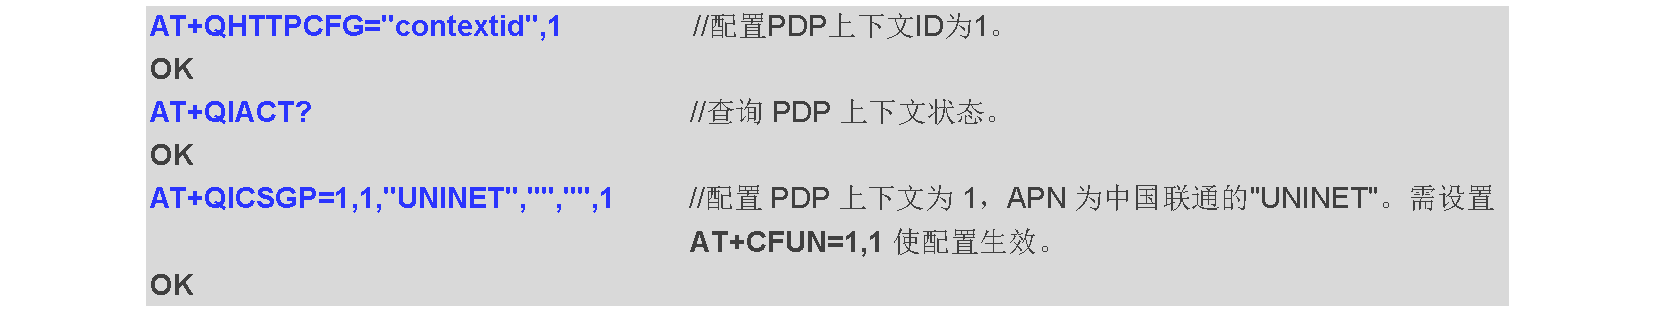 AT+QHTTPCFG="contextid",1 //配置PDP上下文ID为1。
OK
AT+QIACT? //查询 PDP 上下文状态。
OK
AT+QICSGP=1,1,"UNINET","","",1 //配置 PDP 上下文为 1，APN 为中国联通的"UNINET"。需设置
AT+CFUN=1,1 使配置生效。
OK